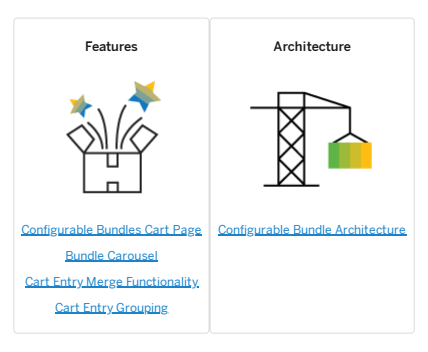 Features
Configurable Bundles Cart Page
Bundle Carousel
Cart Entry Merge Functionality
Cart Entry Grouping
Architecture
Configurable Bundle Architecture